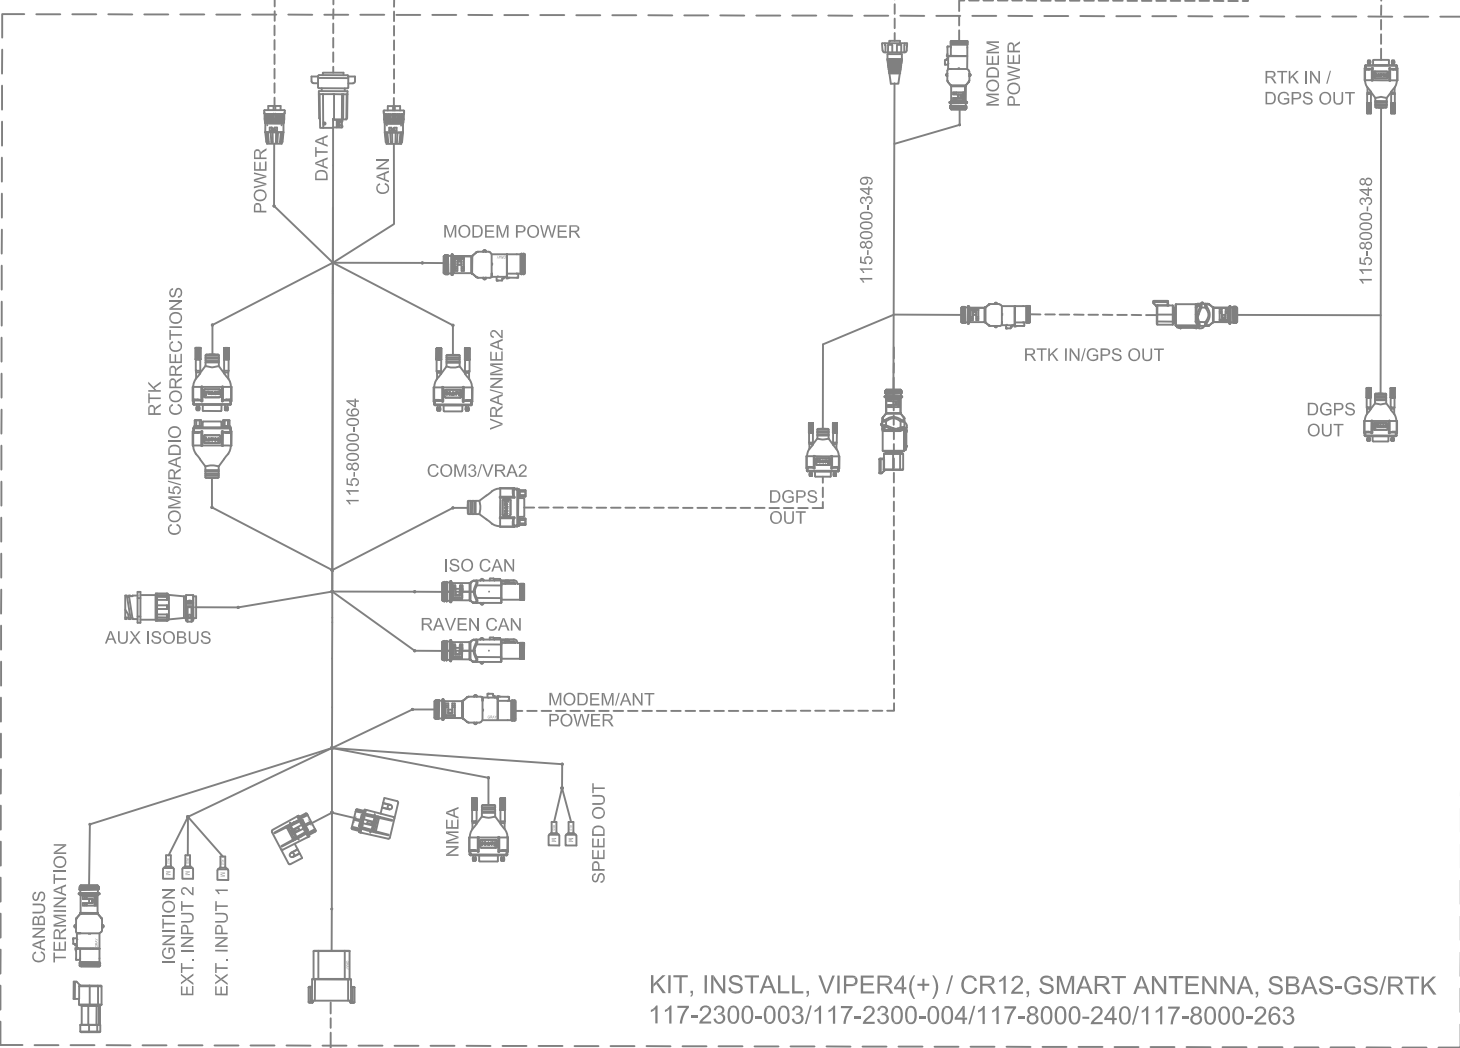 POWER
DATA
CAN
MODEM
POWER
RTK IN /
DGPS OUT
115-8000-349
115-8000-348
MODEM POWER
RTK
CORRECTIONS
VRA/NMEA2
RTK IN/GPS OUT
COM5/RADIO
115-8000-064
DGPS
OUT
COM3/VRA2
DGPS
OUT
ISO CAN
AUX ISOBUS
RAVEN CAN
MODEM/ANT
POWER
CANBUS
TERMINATION
IGNITION
EXT. INPUT 2
EXT. INPUT 1
NMEA
SPEED OUT
KIT, INSTALL, VIPER4(+) / CR12, SMART ANTENNA, SBAS-GS/RTK
117-2300-003/117-2300-004/117-8000-240/117-8000-263